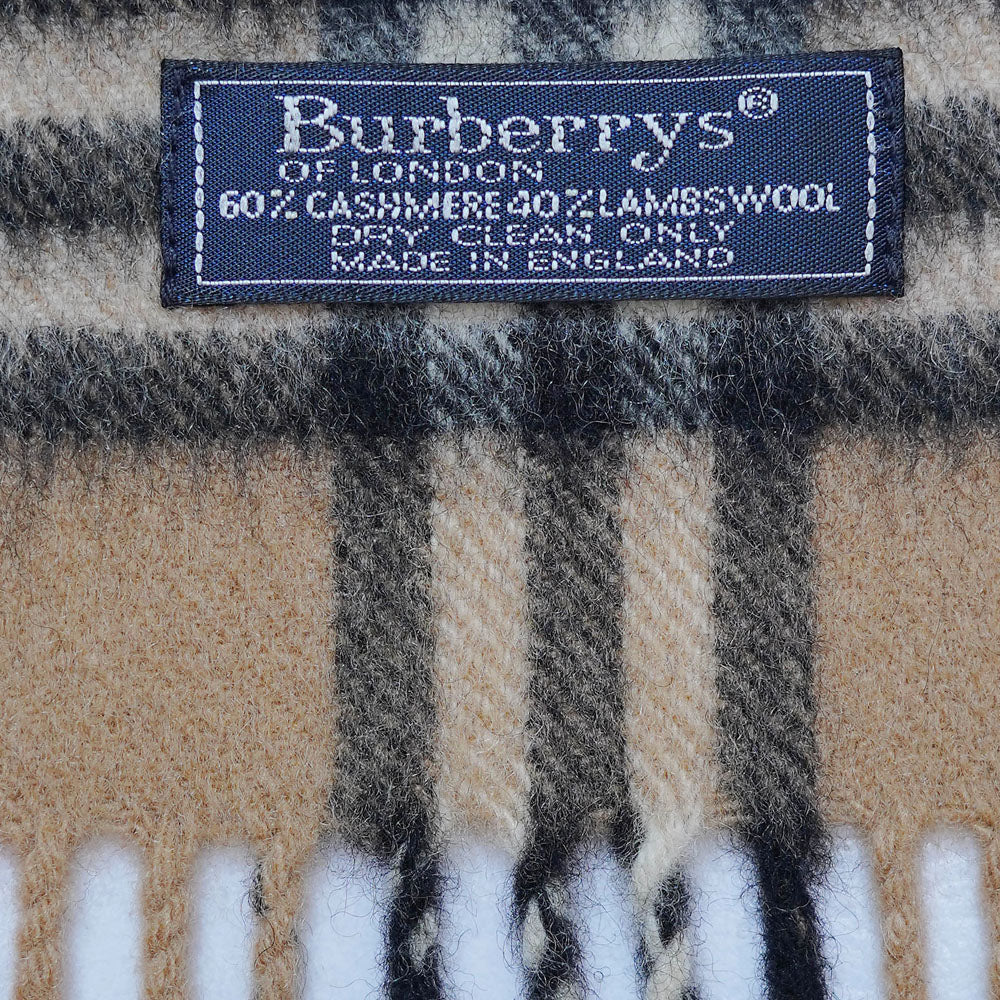 Burberrys®
OF LONDON
60% CASHMERE 40% LAMBSWOOL
DRY CLEAN ONLY
MADE IN ENGLAND